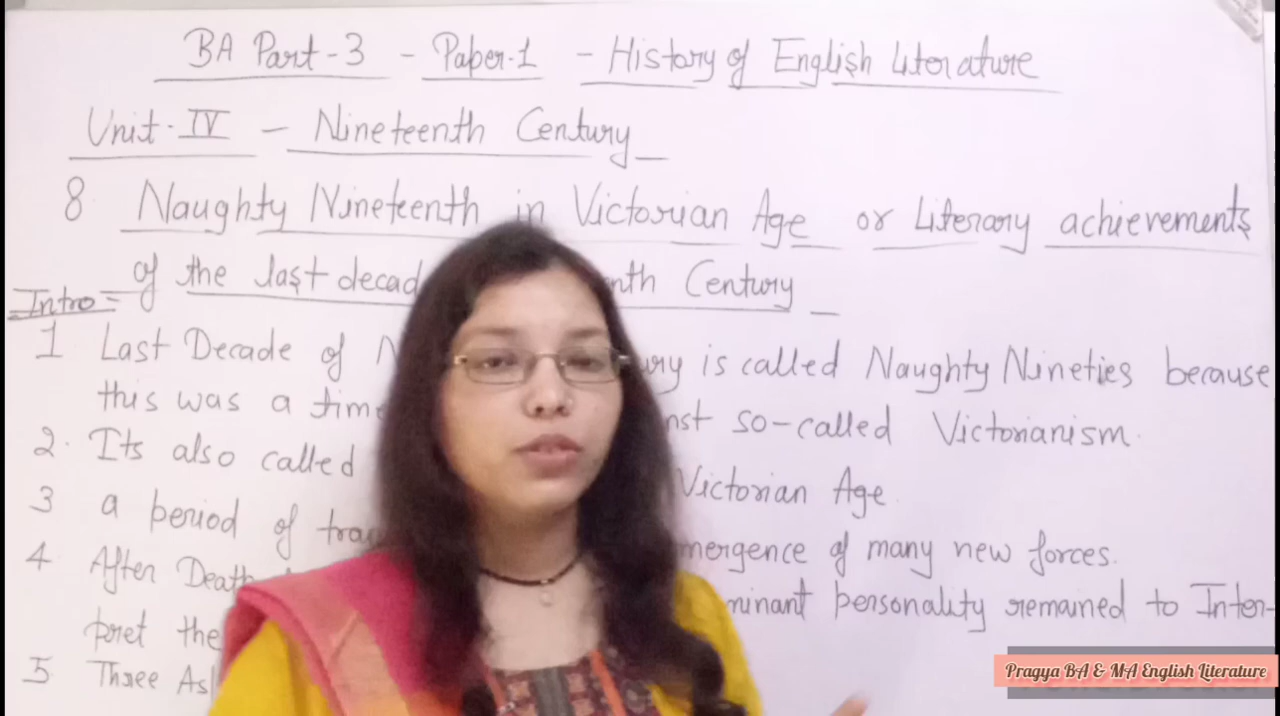 BA Part-3 - Paper-1 - History of English Literature
Unit-IV - Nineteenth Century
8 Naughty Nineteenth in Victorian Age or Literary achievements
of the last decad nth Century
Intro=
1 Last Decade of N ury is called Naughty Nineties because
this was a tim nst so-called Victorianism.
2. Its also called Victorian Age
3 a period of tra mergence of many new forces.
4 After Death minant personality remained to Inter-
pret the
5 Three As
Pragya BA & MA English Literature